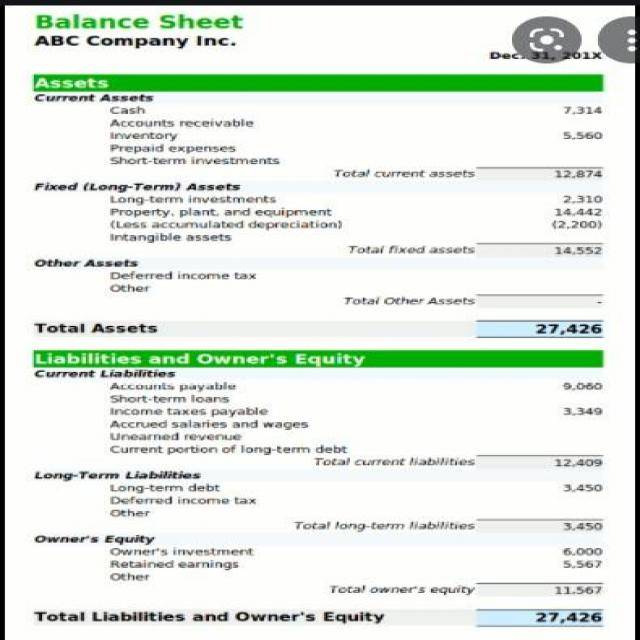 Balance Sheet
ABC Company Inc.
Dec. 31, 201X
Assets
Current Assets
Cash 7,314
Accounts receivable
Inventory 5,560
Prepaid expenses
Short-term investments
Total current assets 12,874
Fixed (Long-Term) Assets
Long-term investments 2,310
Property, plant, and equipment 14,442
(Less accumulated depreciation) (2,200)
Intangible assets
Total fixed assets 14,552
Other Assets
Deferred income tax
Other
Total Other Assets -
Total Assets 27,426
Liabilities and Owner's Equity
Current Liabilities
Accounts payable 9,060
Short-term loans
Income taxes payable 3,349
Accrued salaries and wages
Unearned revenue
Current portion of long-term debt
Total current liabilities 12,409
Long-Term Liabilities
Long-term debt 3,450
Deferred income tax
Other
Total long-term liabilities 3,450
Owner's Equity
Owner's investment 6,000
Retained earnings 5,567
Other
Total owner's equity 11,567
Total Liabilities and Owner's Equity 27,426